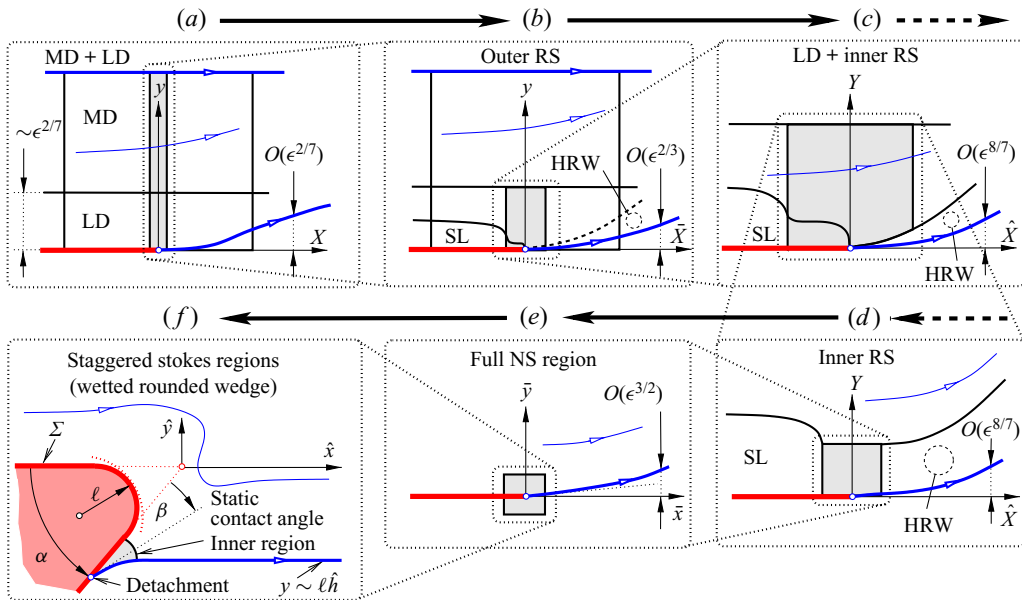 (a)
(b)
(c)
MD + LD
y
MD
~ϵ^{2/7}
O(ϵ^{2/7})
LD
X
Outer RS
y
HRW
O(ϵ^{2/3})
SL
X̄
LD + inner RS
Y
O(ϵ^{8/7})
SL
X̂
HRW
(f)
(e)
(d)
Staggered stokes regions
(wetted rounded wedge)
Σ
ŷ
x̂
ℓ
β
Static
contact angle
Inner region
α
Detachment
y ~ ℓĥ
Full NS region
ȳ
O(ϵ^{3/2})
x̄
Inner RS
Y
O(ϵ^{8/7})
SL
HRW
X̂